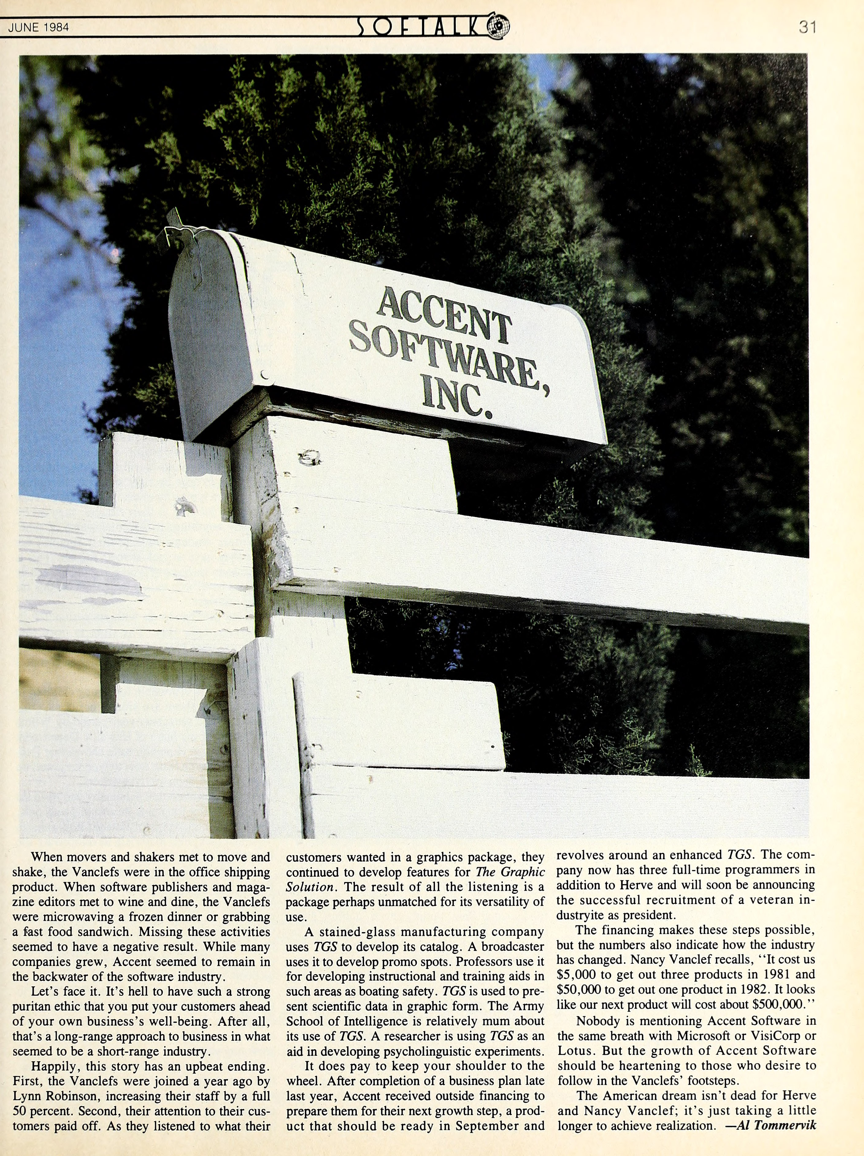 JUNE 1984
SOFTALK
31
ACCENT
SOFTWARE,
INC.
When movers and shakers met to move and
shake, the Vanclefs were in the office shipping
product. When software publishers and maga-
zine editors met to wine and dine, the Vanclefs
were microwaving a frozen dinner or grabbing
a fast food sandwich. Missing these activities
seemed to have a negative result. While many
companies grew, Accent seemed to remain in
the backwater of the software industry.
Let's face it. It's hell to have such a strong
puritan ethic that you put your customers ahead
of your own business's well-being. After all,
that's a long-range approach to business in what
seemed to be a short-range industry.
Happily, this story has an upbeat ending.
First, the Vanclefs were joined a year ago by
Lynn Robinson, increasing their staff by a full
50 percent. Second, their attention to their cus-
tomers paid off. As they listened to what their
customers wanted in a graphics package, they
continued to develop features for The Graphic
Solution. The result of all the listening is a
package perhaps unmatched for its versatility of
use.
A stained-glass manufacturing company
uses TGS to develop its catalog. A broadcaster
uses it to develop promo spots. Professors use it
for developing instructional and training aids in
such areas as boating safety. TGS is used to pre-
sent scientific data in graphic form. The Army
School of Intelligence is relatively mum about
its use of TGS. A researcher is using TGS as an
aid in developing psycholinguistic experiments.
It does pay to keep your shoulder to the
wheel. After completion of a business plan late
last year, Accent received outside financing to
prepare them for their next growth step, a prod-
uct that should be ready in September and
revolves around an enhanced TGS. The com-
pany now has three full-time programmers in
addition to Herve and will soon be announcing
the successful recruitment of a veteran in-
dustryite as president.
The financing makes these steps possible,
but the numbers also indicate how the industry
has changed. Nancy Vanclef recalls, "It cost us
$5,000 to get out three products in 1981 and
$50,000 to get out one product in 1982. It looks
like our next product will cost about $500,000."
Nobody is mentioning Accent Software in
the same breath with Microsoft or VisiCorp or
Lotus. But the growth of Accent Software
should be heartening to those who desire to
follow in the Vanclefs' footsteps.
The American dream isn't dead for Herve
and Nancy Vanclef; it's just taking a little
longer to achieve realization. —Al Tommervik